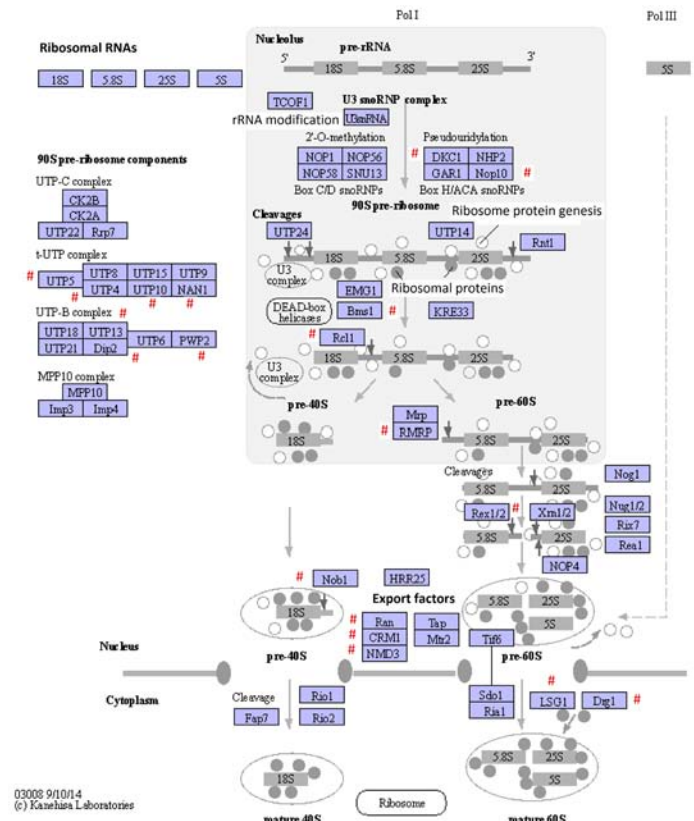 Pol I
Pol III
Ribosomal RNAs
Nucleolus
pre-rRNA
5'
3'
18S 5.8S 25S
5S
18S 5.8S 25S 5S
TCOF1
U3 snoRNP complex
rRNA modification
2'-O-methylation
Pseudouridylation
NOP1 NOP56
# DKC1 NHP2
NOP58 SNU13
GAR1 Nop10 #
Box C/D snoRNPs
Box H/ACA snoRNPs
90S pre-ribosome components
UTP-C complex
CK2B
CK2A
UTP22 Rrp7
90S pre-ribosome
Cleavages
Ribosome protein genesis
UTP24
UTP14
Rnt1
18S 5.8S 25S
U3 complex
t-UTP complex
#
UTP5 UTP8 UTP15 UTP9
UTP4 UTP10 NAN1
# # #
EMG1
Ribosomal proteins
DEAD-box helicases
Bms1 #
KRE33
UTP-B complex #
UTP18 UTP13
UTP6 PWP2
UTP21 Dip2
# #
# Rcl1
18S 5.8S 25S
U3 complex
MPP10 complex
MPP10
Imp3 Imp4
pre-40S
pre-60S
18S
Mrp
# RMRP
5.8S 25S
Cleavages
Nog1
5.8S 25S
Rex1/2 #
Xrn1/2
Nug1/2
Rix7
5.8S 25S
Rea1
NOP4
# Nob1
HRR25
18S
Export factors
5.8S 25S
# Ran
Tap
5S
# CRM1
Mtr2
Tif6
# NMD3
Nucleus
pre-40S
pre-60S
Cytoplasm
Cleavage
Rio1
Fap7
Rio2
Sdo1
Ria1
#
LSG1
Drg1 #
18S
5.8S 25S
5S
03008 9/10/14
(c) Kanehisa Laboratories
Ribosome
mature 40S
mature 60S